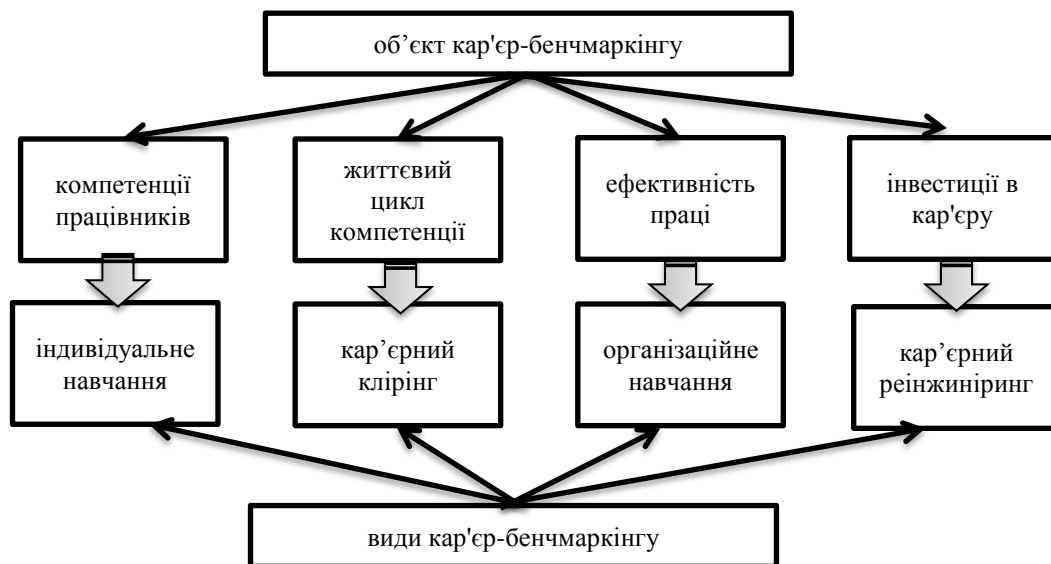 об’єкт кар'єр-бенчмаркінгу
компетенції
працівників
життєвий
цикл
компетенції
ефективність
праці
інвестиції в
кар'єру
індивідуальне
навчання
кар’єрний
клірінг
організаційне
навчання
кар’єрний
реінжиніринг
види кар'єр-бенчмаркінгу